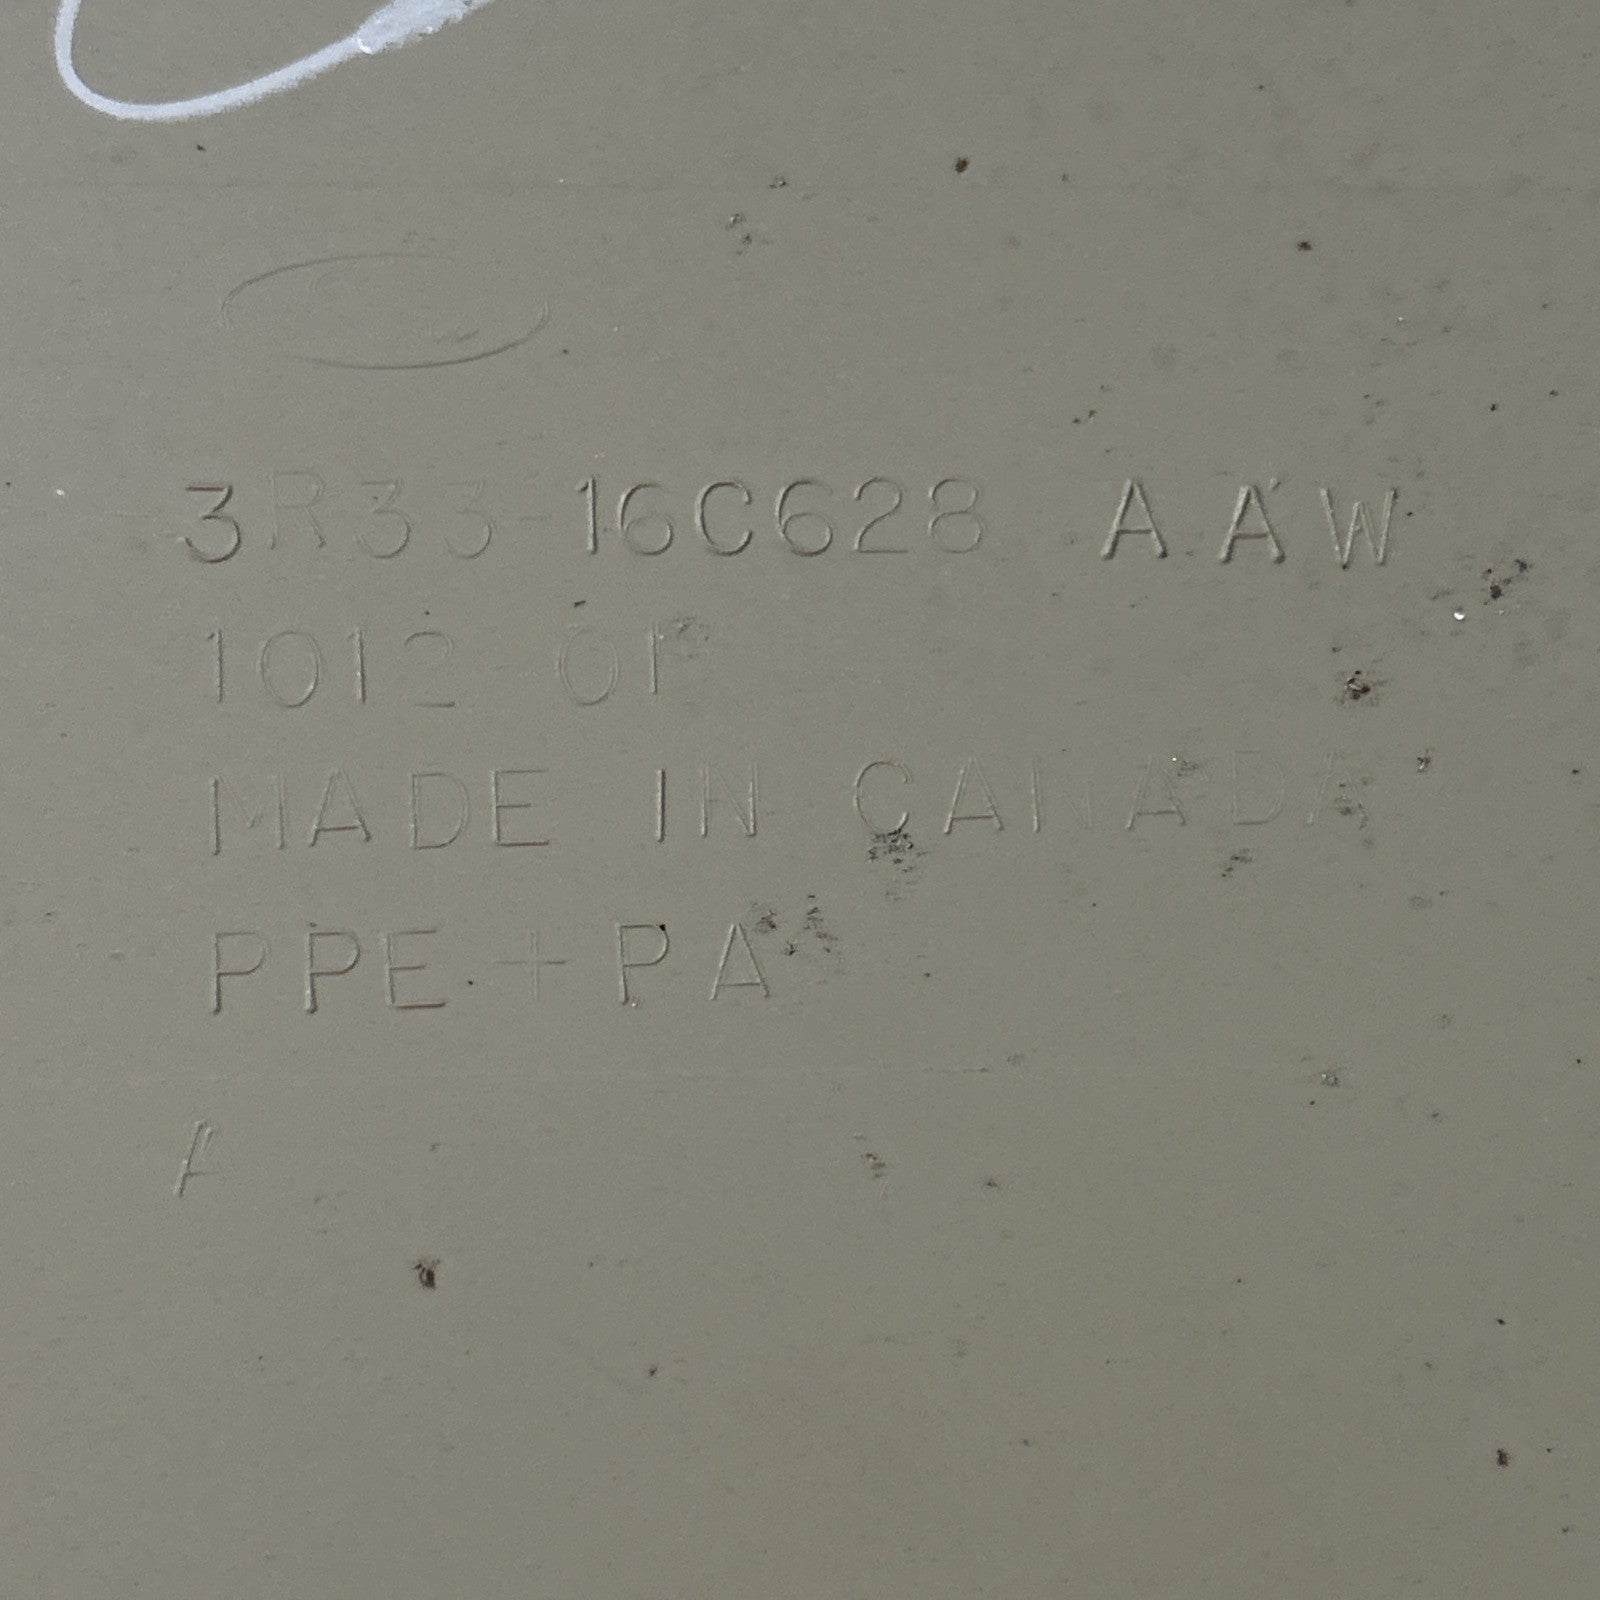 3R33-16C628 AAW
1012 01
MADE IN CANADA
PPE+PA
A